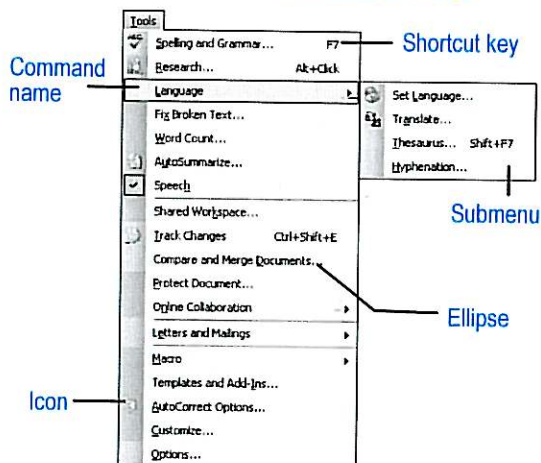 Tools
Spelling and Grammar... F7
Shortcut key
Research... Alt+Click
Command
name
Language
Set Language...
Translate...
Thesaurus... Shift+F7
Hyphenation...
Submenu
Fix Broken Text...
Word Count...
AutoSummarize...
Speech
Shared Workspace...
Track Changes Ctrl+Shift+E
Compare and Merge Documents...
Ellipse
Protect Document...
Online Collaboration
Letters and Mailings
Macro
Templates and Add-Ins...
Icon
AutoCorrect Options...
Customize...
Options...